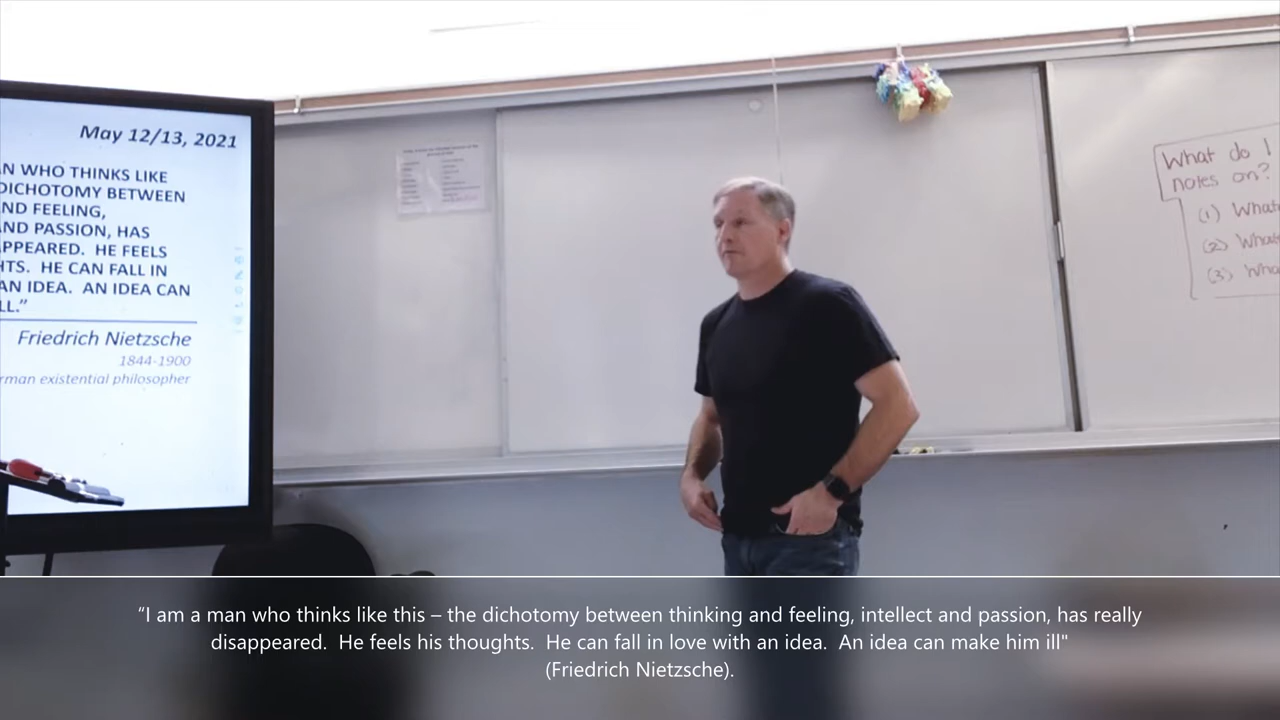 May 12/13, 2021
AN WHO THINKS LIKE
DICHOTOMY BETWEEN
ND FEELING,
AND PASSION, HAS
APPEARED. HE FEELS
HTS. HE CAN FALL IN
AN IDEA. AN IDEA CAN
LL.”
Friedrich Nietzsche
1844-1900
rman existential philosopher
What do I
notes on?
(1) What
(2) What
(3) Wha
“I am a man who thinks like this – the dichotomy between thinking and feeling, intellect and passion, has really
disappeared. He feels his thoughts. He can fall in love with an idea. An idea can make him ill"
(Friedrich Nietzsche).